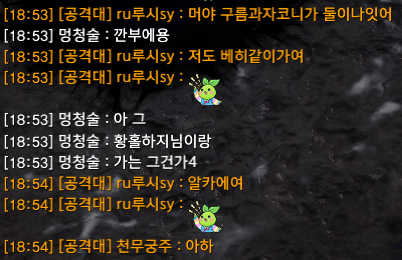 [18:53] [공격대] ru루시sy : 머야 구름과자코니가 둘이나잇어
[18:53] 멍청술 : 깐부에용
[18:53] [공격대] ru루시sy : 저도 베히같이가여
[18:53] [공격대] ru루시sy :
[18:53] 멍청술 : 아 그
[18:53] 멍청술 : 황홀하지님이랑
[18:53] 멍청술 : 가는 그건가4
[18:54] [공격대] ru루시sy : 알카에여
[18:54] [공격대] ru루시sy :
[18:54] [공격대] 천무궁주 : 아하